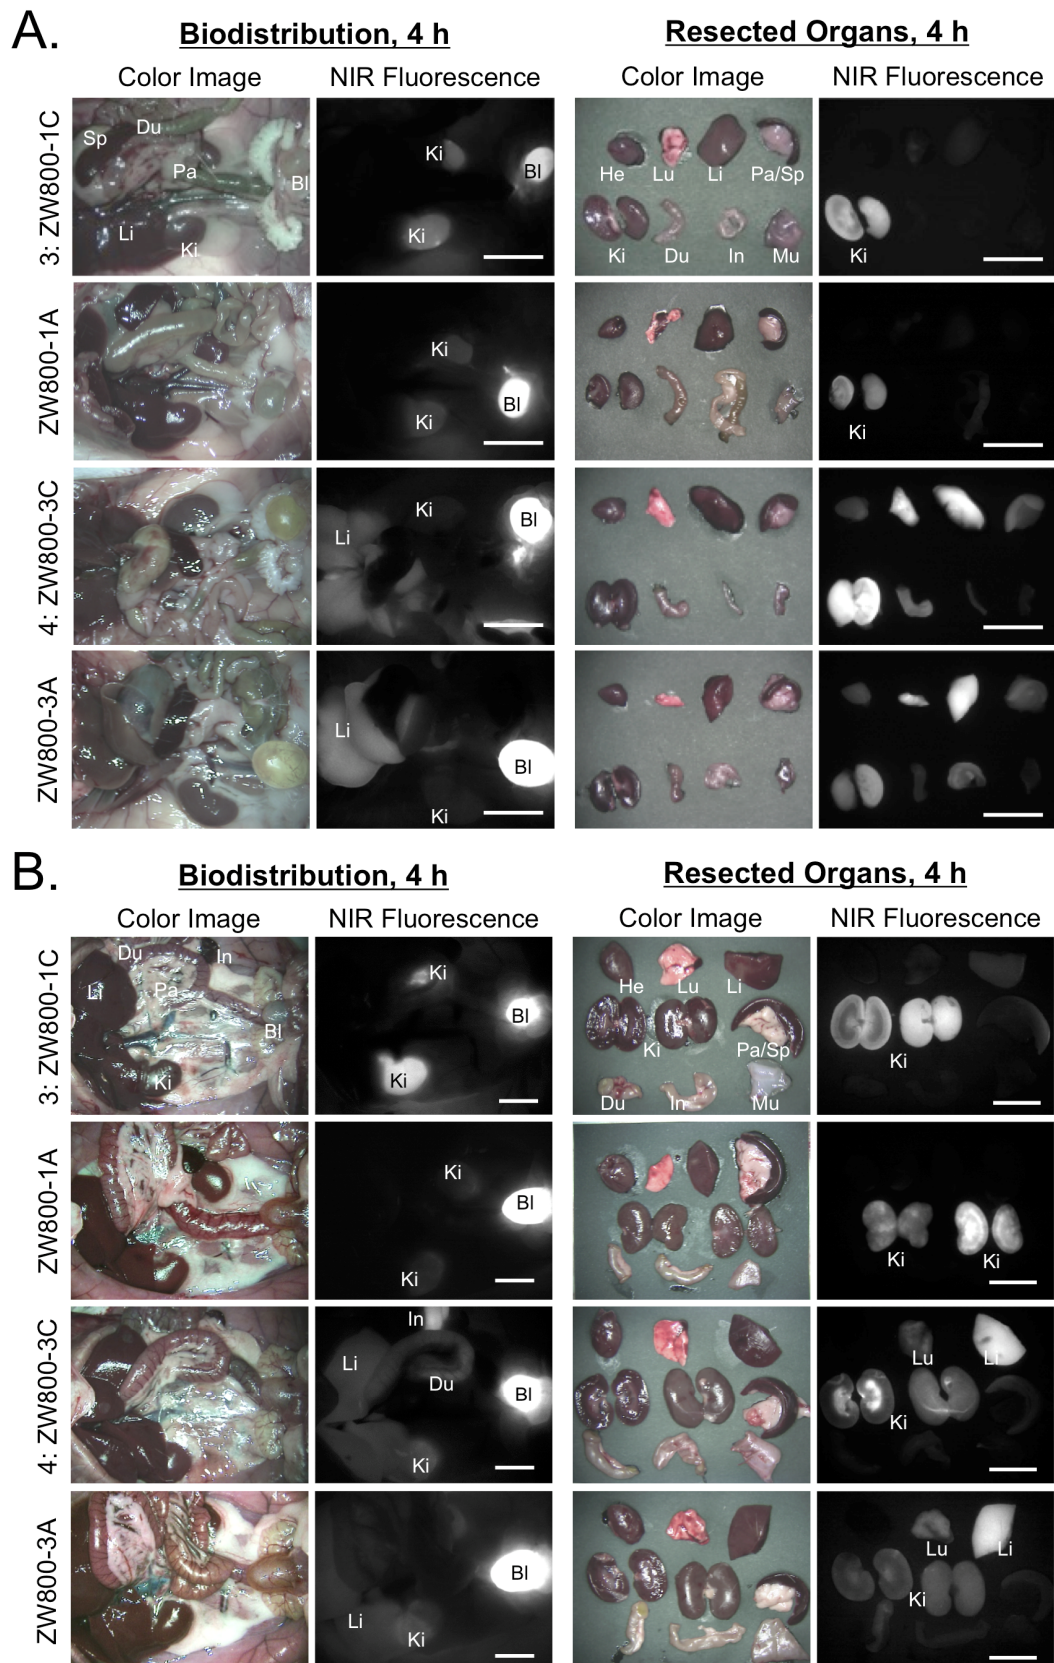 A.
Biodistribution, 4 h
Resected Organs, 4 h
Color Image
NIR Fluorescence
Color Image
NIR Fluorescence
3: ZW800-1C
Sp
Du
Pa
Bl
Li
Ki
Ki
Bl
Ki
He
Lu
Li
Pa/Sp
Ki
Du
In
Mu
Ki
ZW800-1A
Ki
Bl
Ki
Ki
4: ZW800-3C
Ki
Bl
Li
ZW800-3A
Li
Bl
Ki
B.
Biodistribution, 4 h
Resected Organs, 4 h
Color Image
NIR Fluorescence
Color Image
NIR Fluorescence
3: ZW800-1C
Du
In
Li
Pa
Bl
Ki
Ki
Bl
Ki
He
Lu
Li
Ki
Pa/Sp
Du
In
Mu
Ki
ZW800-1A
Ki
Bl
Ki
Ki
Ki
4: ZW800-3C
In
Li
Du
Bl
Ki
Lu
Li
Ki
ZW800-3A
Bl
Li
Ki
Lu
Li
Ki